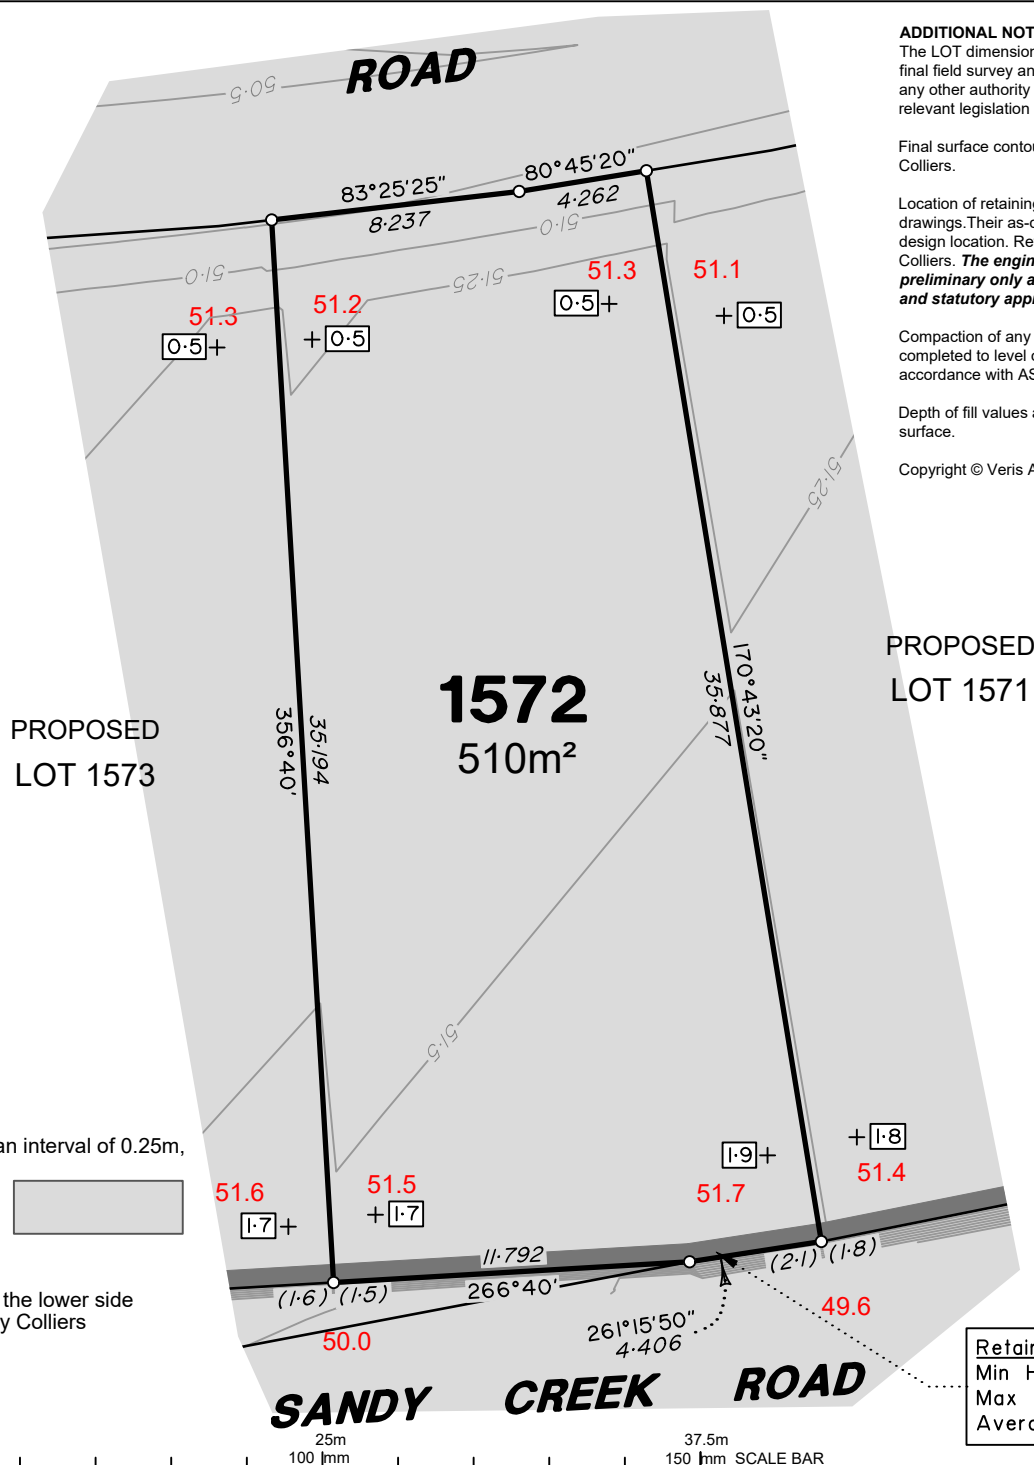 ROAD
50·5
83°25'25"
8·237
80°45'20"
4·262
51·0
51·0
51·25
51.3
51.2
51.3
51.1
0·5
0·5
0·5
0·5
51·25
1572
510m²
PROPOSED
LOT 1573
PROPOSED
LOT 1571
356°40'
35·194
170°43'20"
35·877
51·5
an interval of 0.25m,
51.6
51.5
51.7
51.4
1·7
1·7
1·9
1·8
11·792
266°40'
(1·6) (1·5)
(2·1) (1·8)
the lower side
y Colliers
50.0
49.6
261°15'50"
4·406
SANDY CREEK ROAD
25m
100 mm
37.5m
150 mm SCALE BAR
ADDITIONAL NOT
The LOT dimension
final field survey an
any other authority
relevant legislation
Final surface contou
Colliers.
Location of retaining
drawings.Their as-c
design location. Re
Colliers. The engin
preliminary only a
and statutory appr
Compaction of any
completed to level c
accordance with AS
Depth of fill values a
surface.
Copyright © Veris A
Retain
Min H
Max
Avera